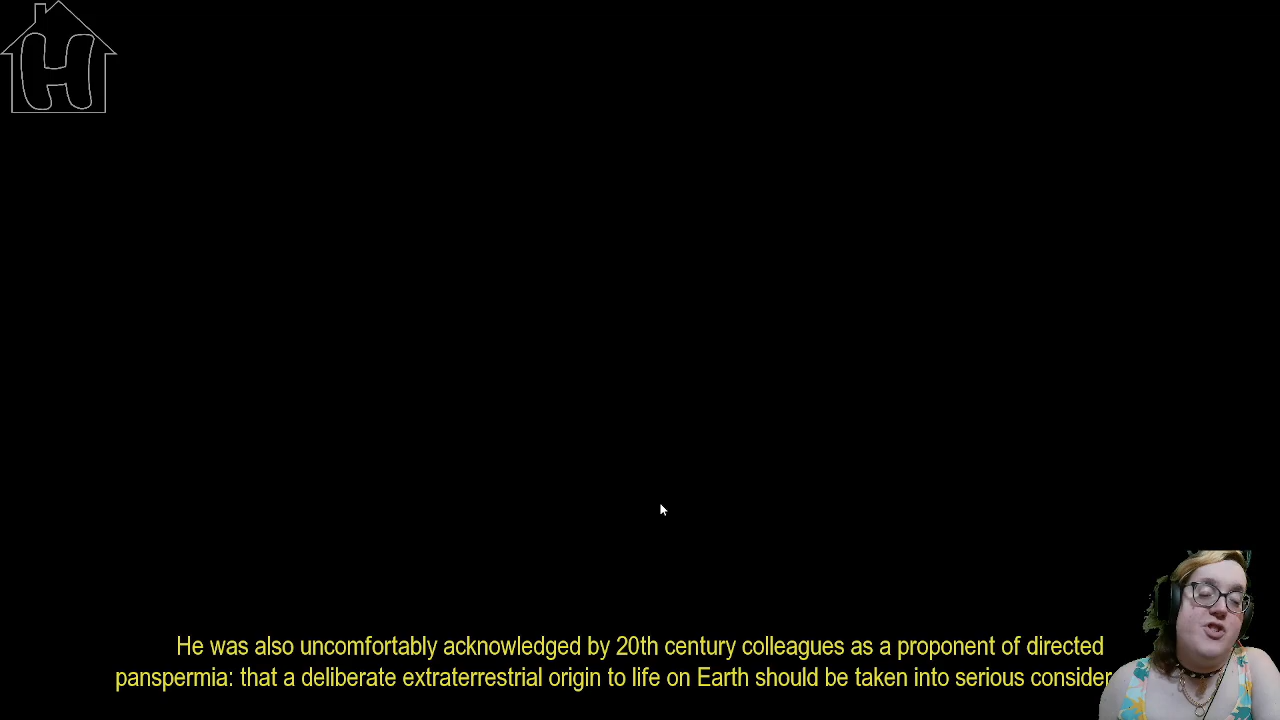 H
He was also uncomfortably acknowledged by 20th century colleagues as a proponent of directed
panspermia: that a deliberate extraterrestrial origin to life on Earth should be taken into serious consider